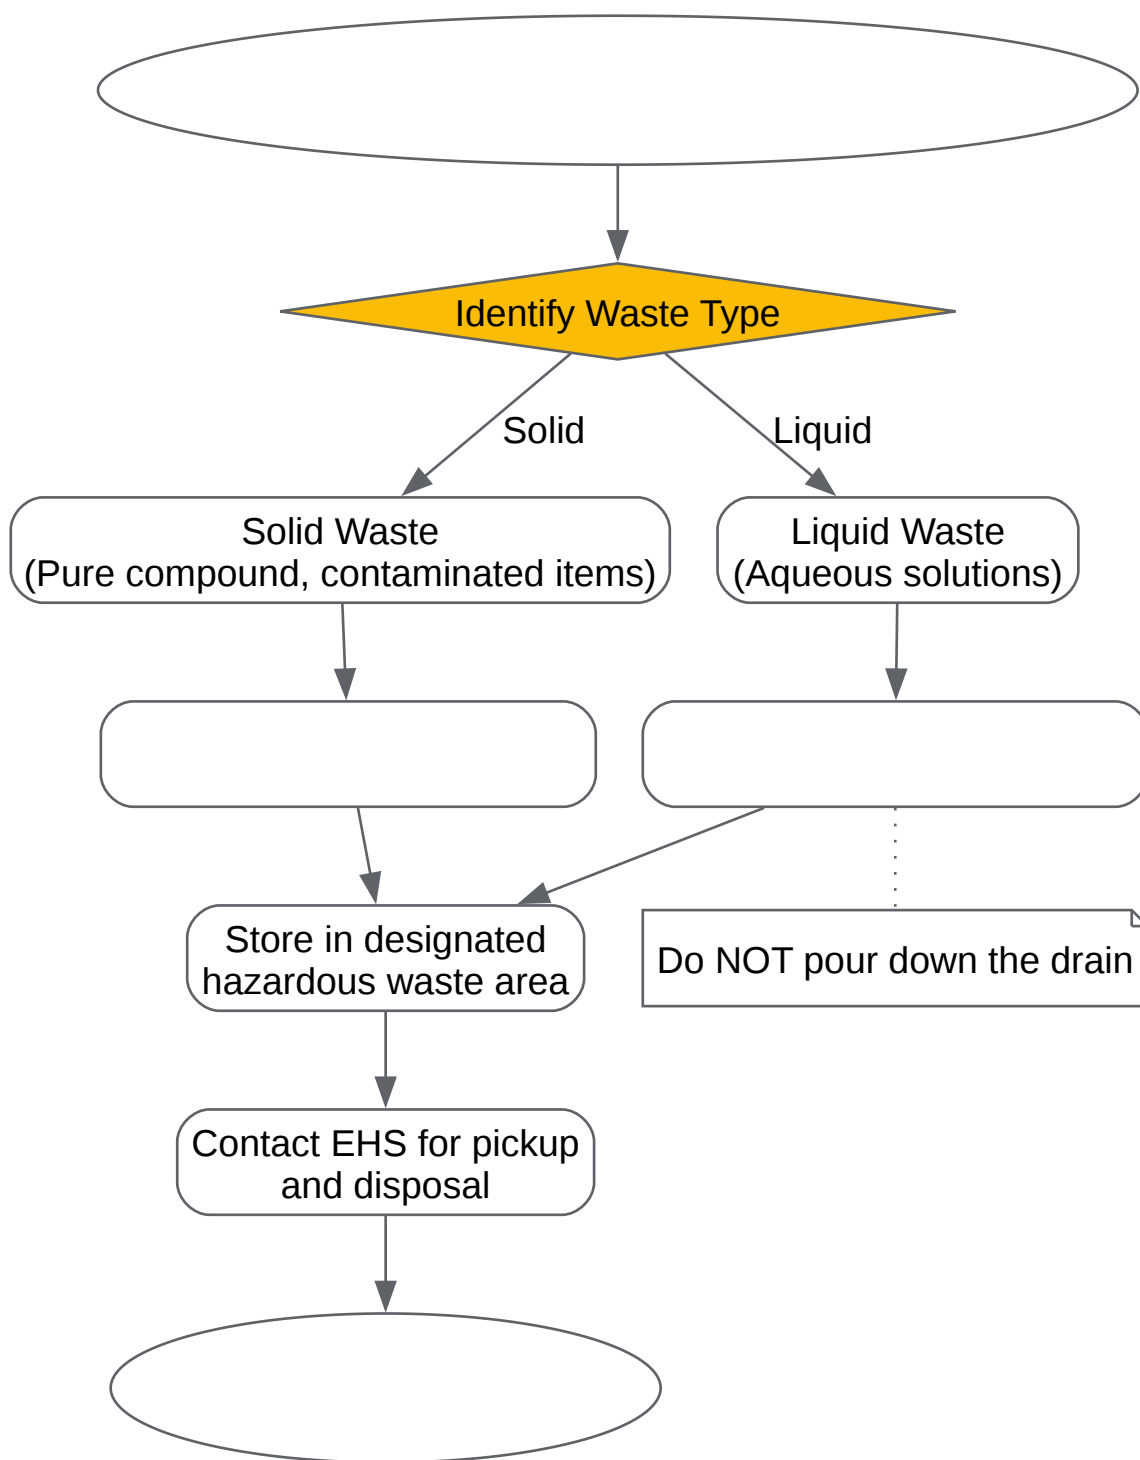 Identify Waste Type
Solid
Liquid
Solid Waste
(Pure compound, contaminated items)
Liquid Waste
(Aqueous solutions)
Store in designated
hazardous waste area
Do NOT pour down the drain
Contact EHS for pickup
and disposal